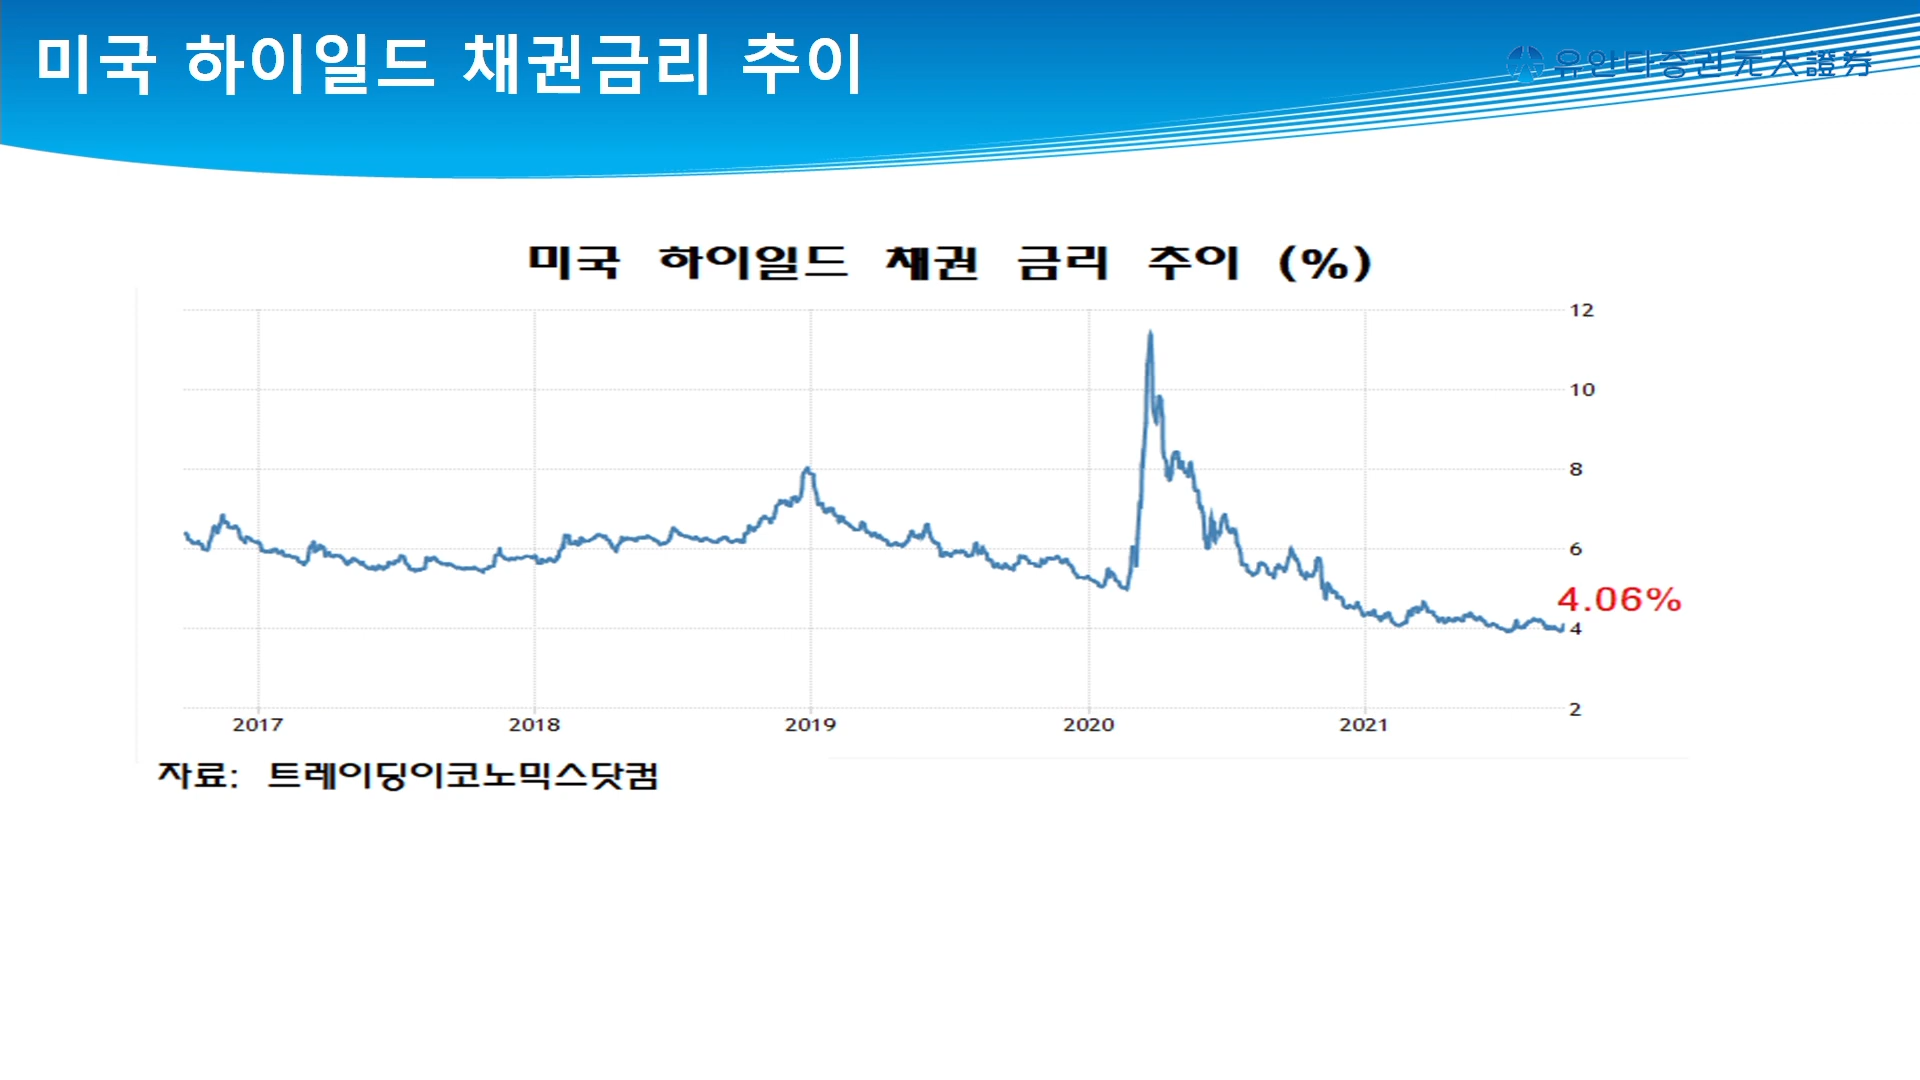 미국 하이일드 채권금리 추이
유안타증권 元大證券
미국 하이일드 채권 금리 추이 (%)
12
10
8
6
4.06%
4
2
2017 2018 2019 2020 2021
자료: 트레이딩이코노믹스닷컴